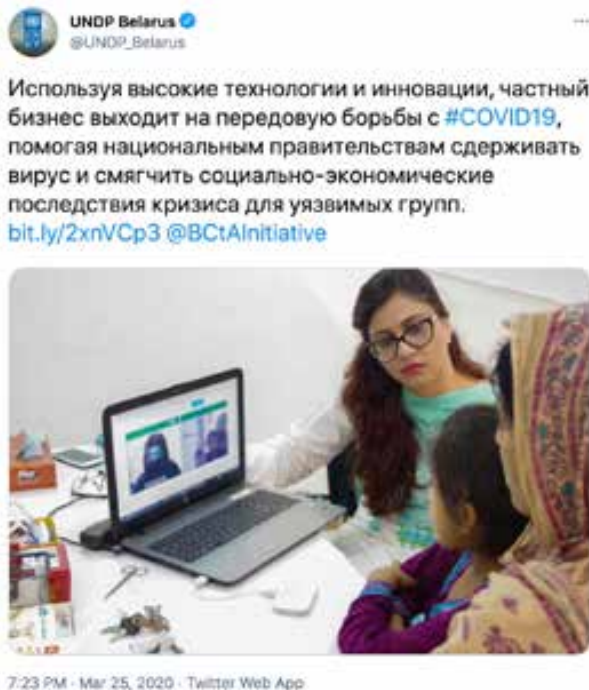 UNDP Belarus
@UNDP_Belarus
Используя высокие технологии и инновации, частный
бизнес выходит на передовую борьбы с #COVID19,
помогая национальным правительствам сдерживать
вирус и смягчить социально-экономические
последствия кризиса для уязвимых групп.
bit.ly/2xnVCp3 @BCtAInitiative
7:23 PM · Mar 25, 2020 · Twitter Web App